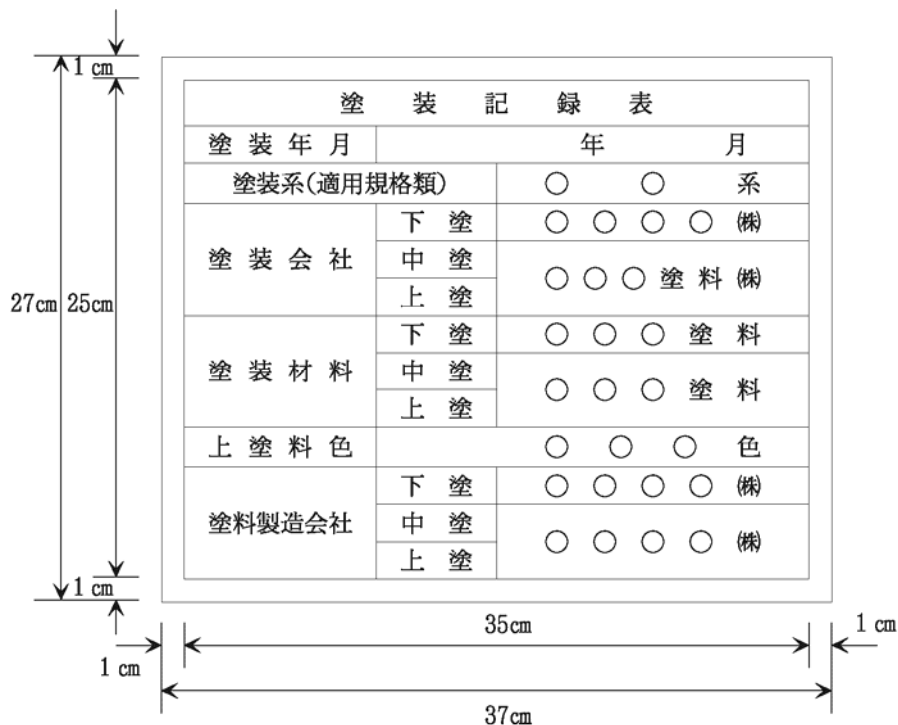 1 cm
塗装記録表
塗装年月 年 月
塗装系(適用規格類) ○ ○ 系
塗装会社 下塗 ○○○○㈱
中塗 ○○○塗料㈱
上塗
27cm 25cm
塗装材料 下塗 ○○○塗料
中塗 ○○○塗料
上塗
上塗料色 ○○○色
塗料製造会社 下塗 ○○○○㈱
中塗 ○○○○㈱
上塗
1 cm
35cm
1 cm
1 cm
37cm